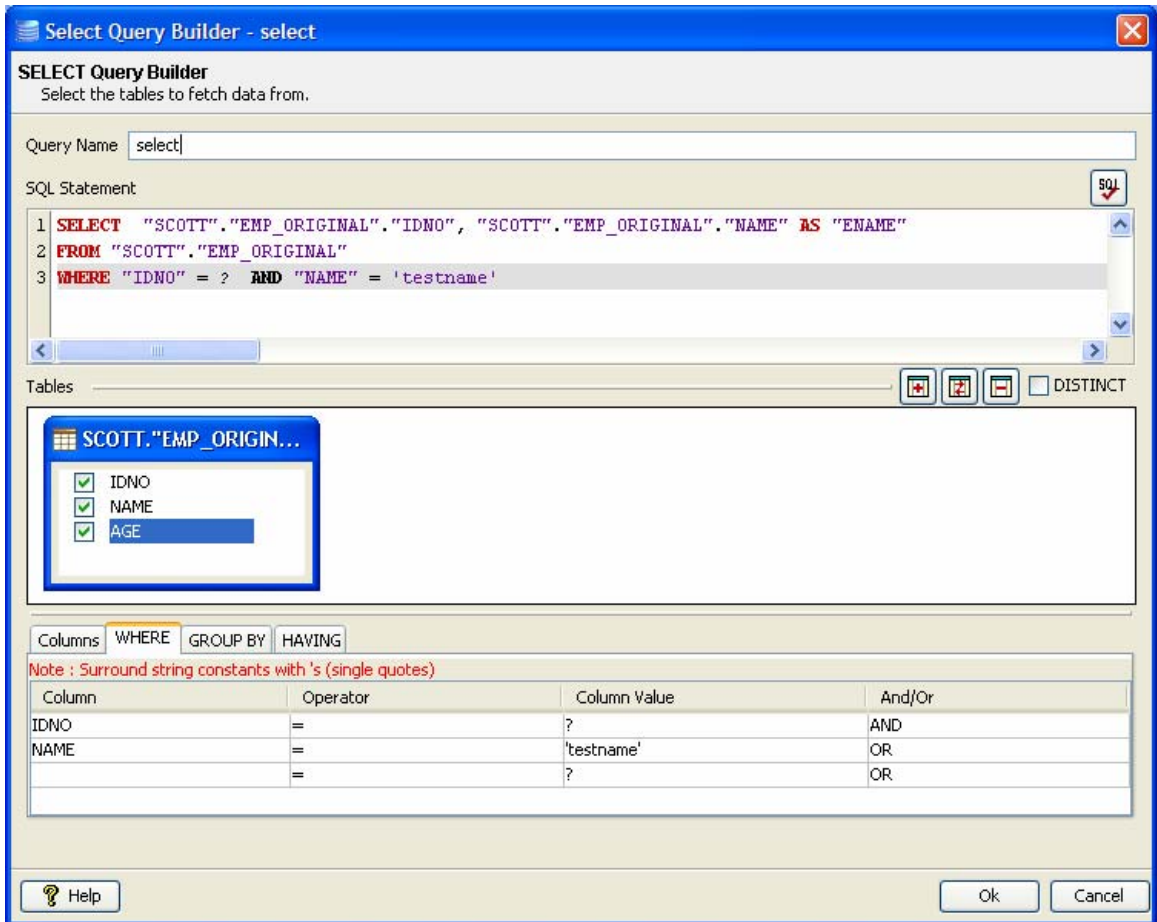 Select Query Builder - select
SELECT Query Builder
Select the tables to fetch data from.
Query Name select
SQL Statement SQL
1 SELECT "SCOTT"."EMP_ORIGINAL"."IDNO", "SCOTT"."EMP_ORIGINAL"."NAME" AS "ENAME"
2 FROM "SCOTT"."EMP_ORIGINAL"
3 WHERE "IDNO" = ? AND "NAME" = 'testname'
Tables DISTINCT
SCOTT."EMP_ORIGIN...
IDNO
NAME
AGE
Columns WHERE GROUP BY HAVING
Note : Surround string constants with 's (single quotes)
Column Operator Column Value And/Or
IDNO = ? AND
NAME = 'testname' OR
= ? OR
? Help Ok Cancel